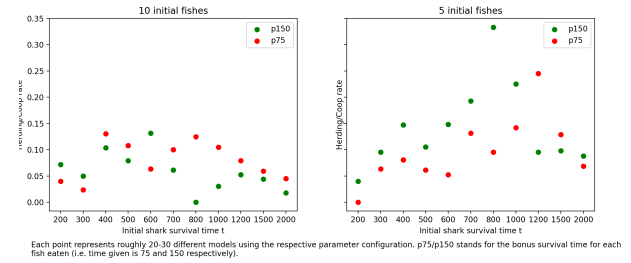 10 initial fishes
5 initial fishes
0.35
0.30
0.25
0.20
0.15
0.10
0.05
0.00
p150
p75
p150
p75
Herding/Coop rate
Herding/Coop rate
200 300 400 500 600 700 800 1000 1200 1500 2000
200 300 400 500 600 700 800 1000 1200 1500 2000
Initial shark survival time t
Initial shark survival time t
Each point represents roughly 20-30 different models using the respective parameter configuration. p75/p150 stands for the bonus survival time for each
fish eaten (i.e. time given is 75 and 150 respectively).